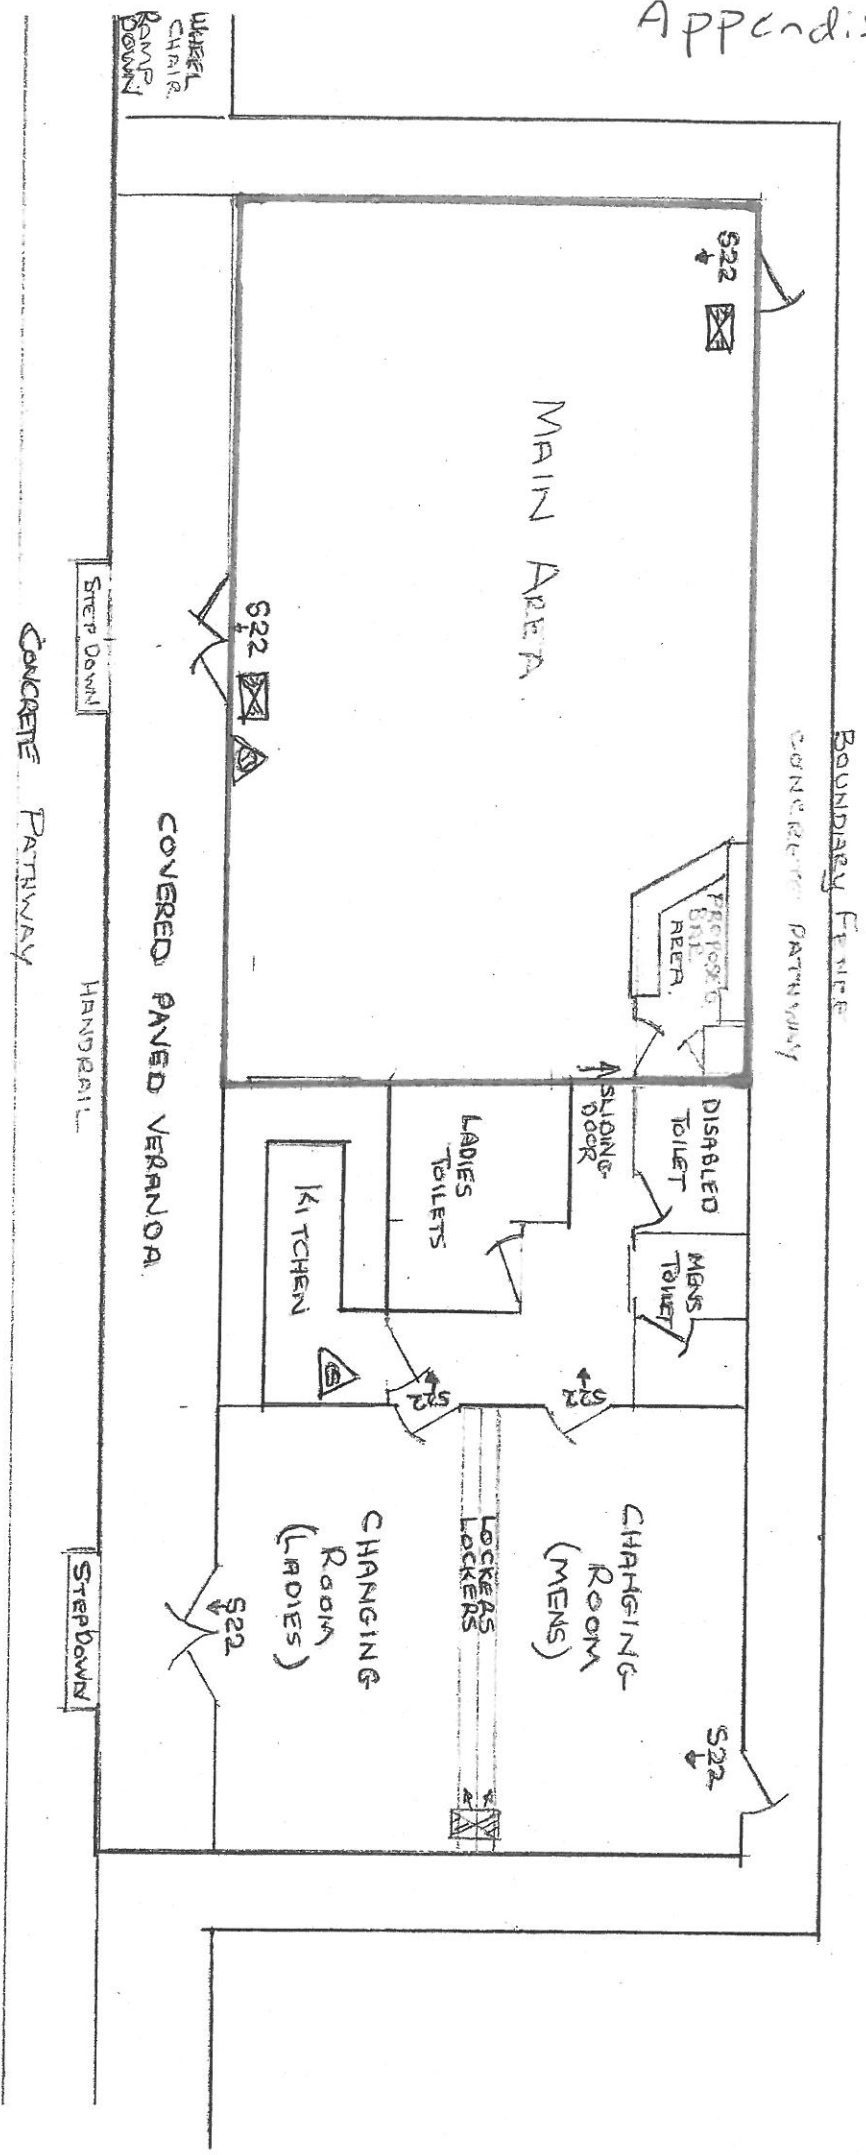 Appendi
BOUNDARY FENCE
CONCRETE PATHWAY
S22
MAIN AREA
PROPOSED
BAR
AREA
S22
SLIDING
DOOR
DISABLED
TOILET
MENS
TOILET
LADIES
TOILETS
KITCHEN
S22
S22
CHANGING
ROOM
(MENS)
S22
LOCKERS
LOCKERS
CHANGING
ROOM
(LADIES)
S22
COVERED PAVED VERANDA
WHEEL
CHAIR
RAMP
DOWN
STEP DOWN
HANDRAIL
STEP DOWN
CONCRETE PATHWAY